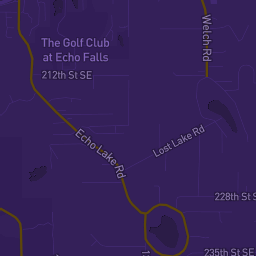 Welch Rd
The Golf Club
at Echo Falls
212th St SE
Echo Lake Rd
Lost Lake Rd
228th St S
235th St SE